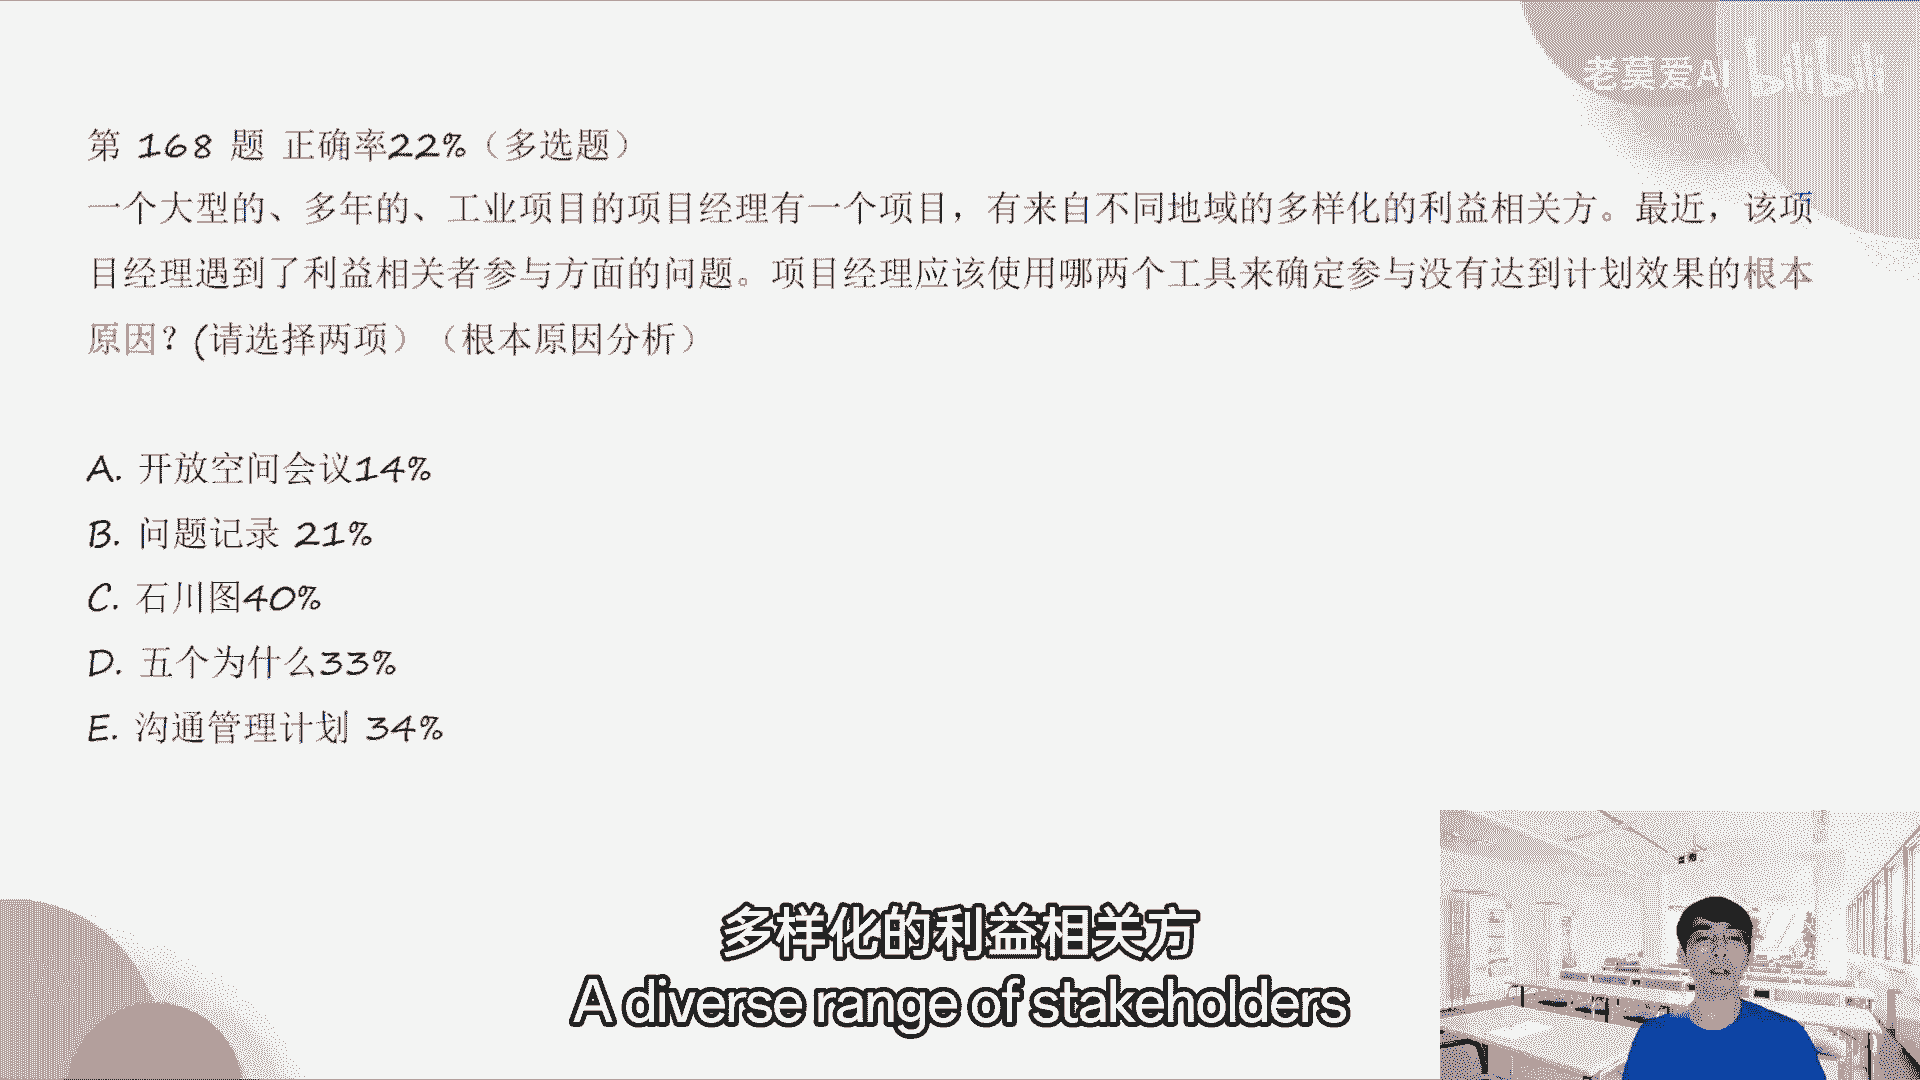 老莫爱AI bilibili
第 168 题 正确率22%（多选题）
一个大型的、多年的、工业项目的项目经理有一个项目，有来自不同地域的多样化的利益相关方。最近，该项
目经理遇到了利益相关者参与方面的问题。项目经理应该使用哪两个工具来确定参与没有达到计划效果的根本
原因？(请选择两项）（根本原因分析）
A. 开放空间会议14%
B. 问题记录 21%
C. 石川图40%
D. 五个为什么33%
E. 沟通管理计划 34%
多样化的利益相关方
A diverse range of stakeholders